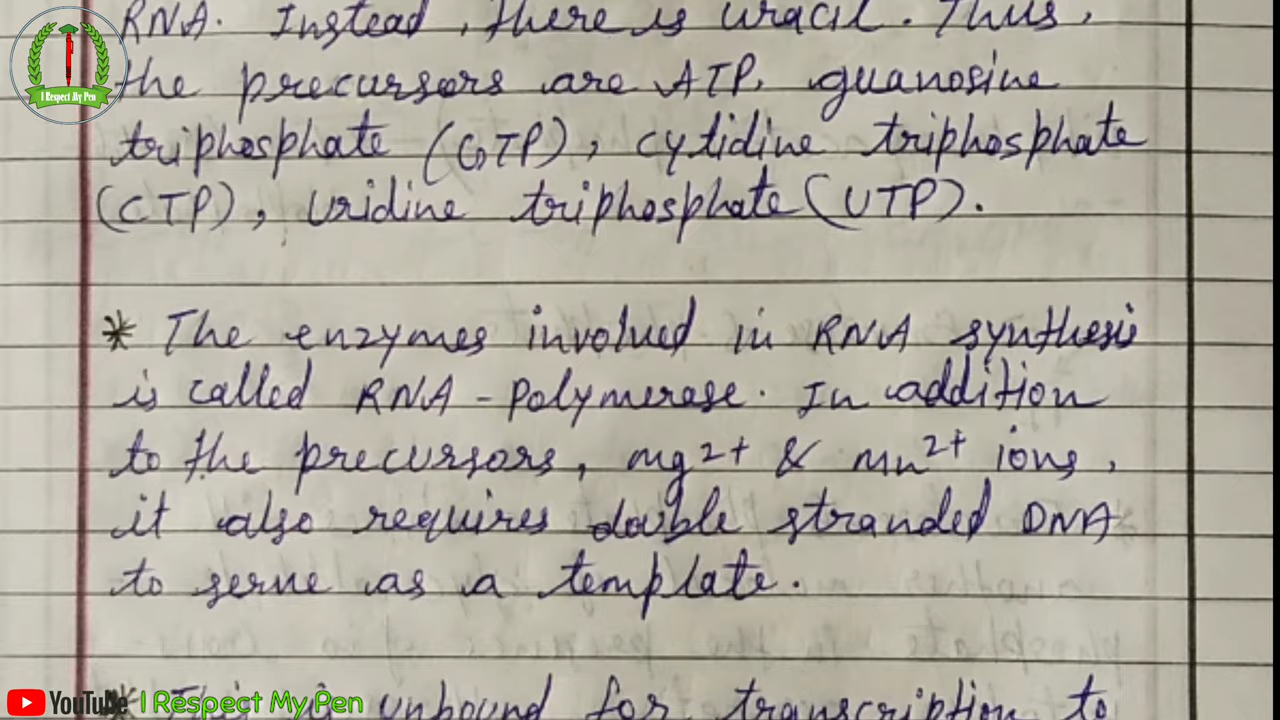 RNA. Instead, there is uracil. Thus,
the precursors are ATP, guanosine
triphosphate (GTP), cytidine triphosphate
(CTP), Uridine triphosphate (UTP).
* The enzymes involved in RNA synthesis
is called RNA-Polymerase. In addition
to the precursors, mg2+ & mn2+ ions,
it also requires double stranded DNA
to serve as a template.
* This is unbound for transcription to
I Respect My Pen
YouTube I Respect My Pen